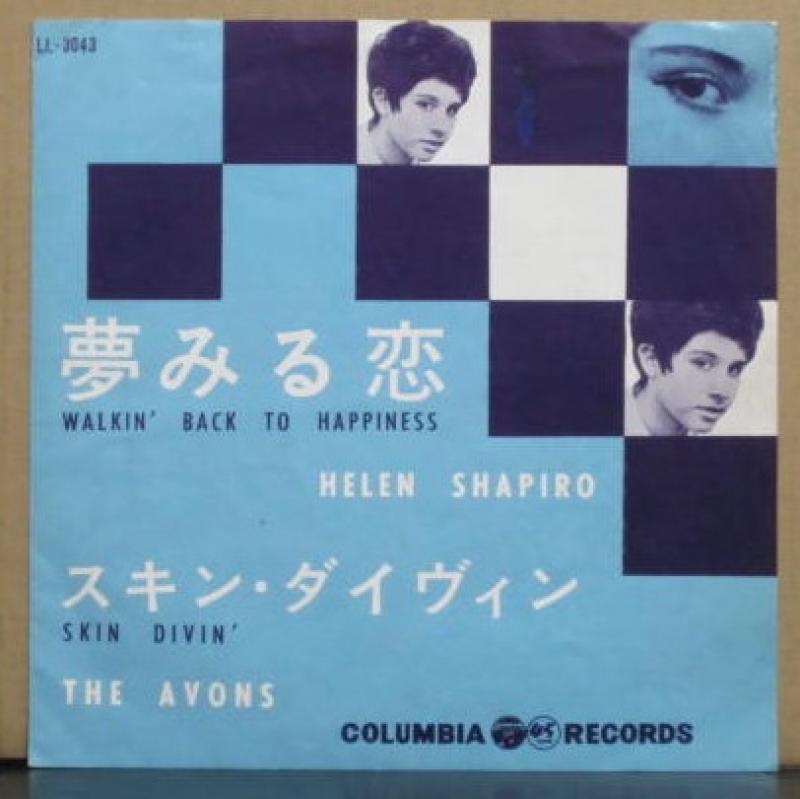 LL-3043
夢みる恋
WALKIN' BACK TO HAPPINESS
HELEN SHAPIRO
スキン・ダイヴィン
SKIN DIVIN'
THE AVONS
COLUMBIA 45 RECORDS